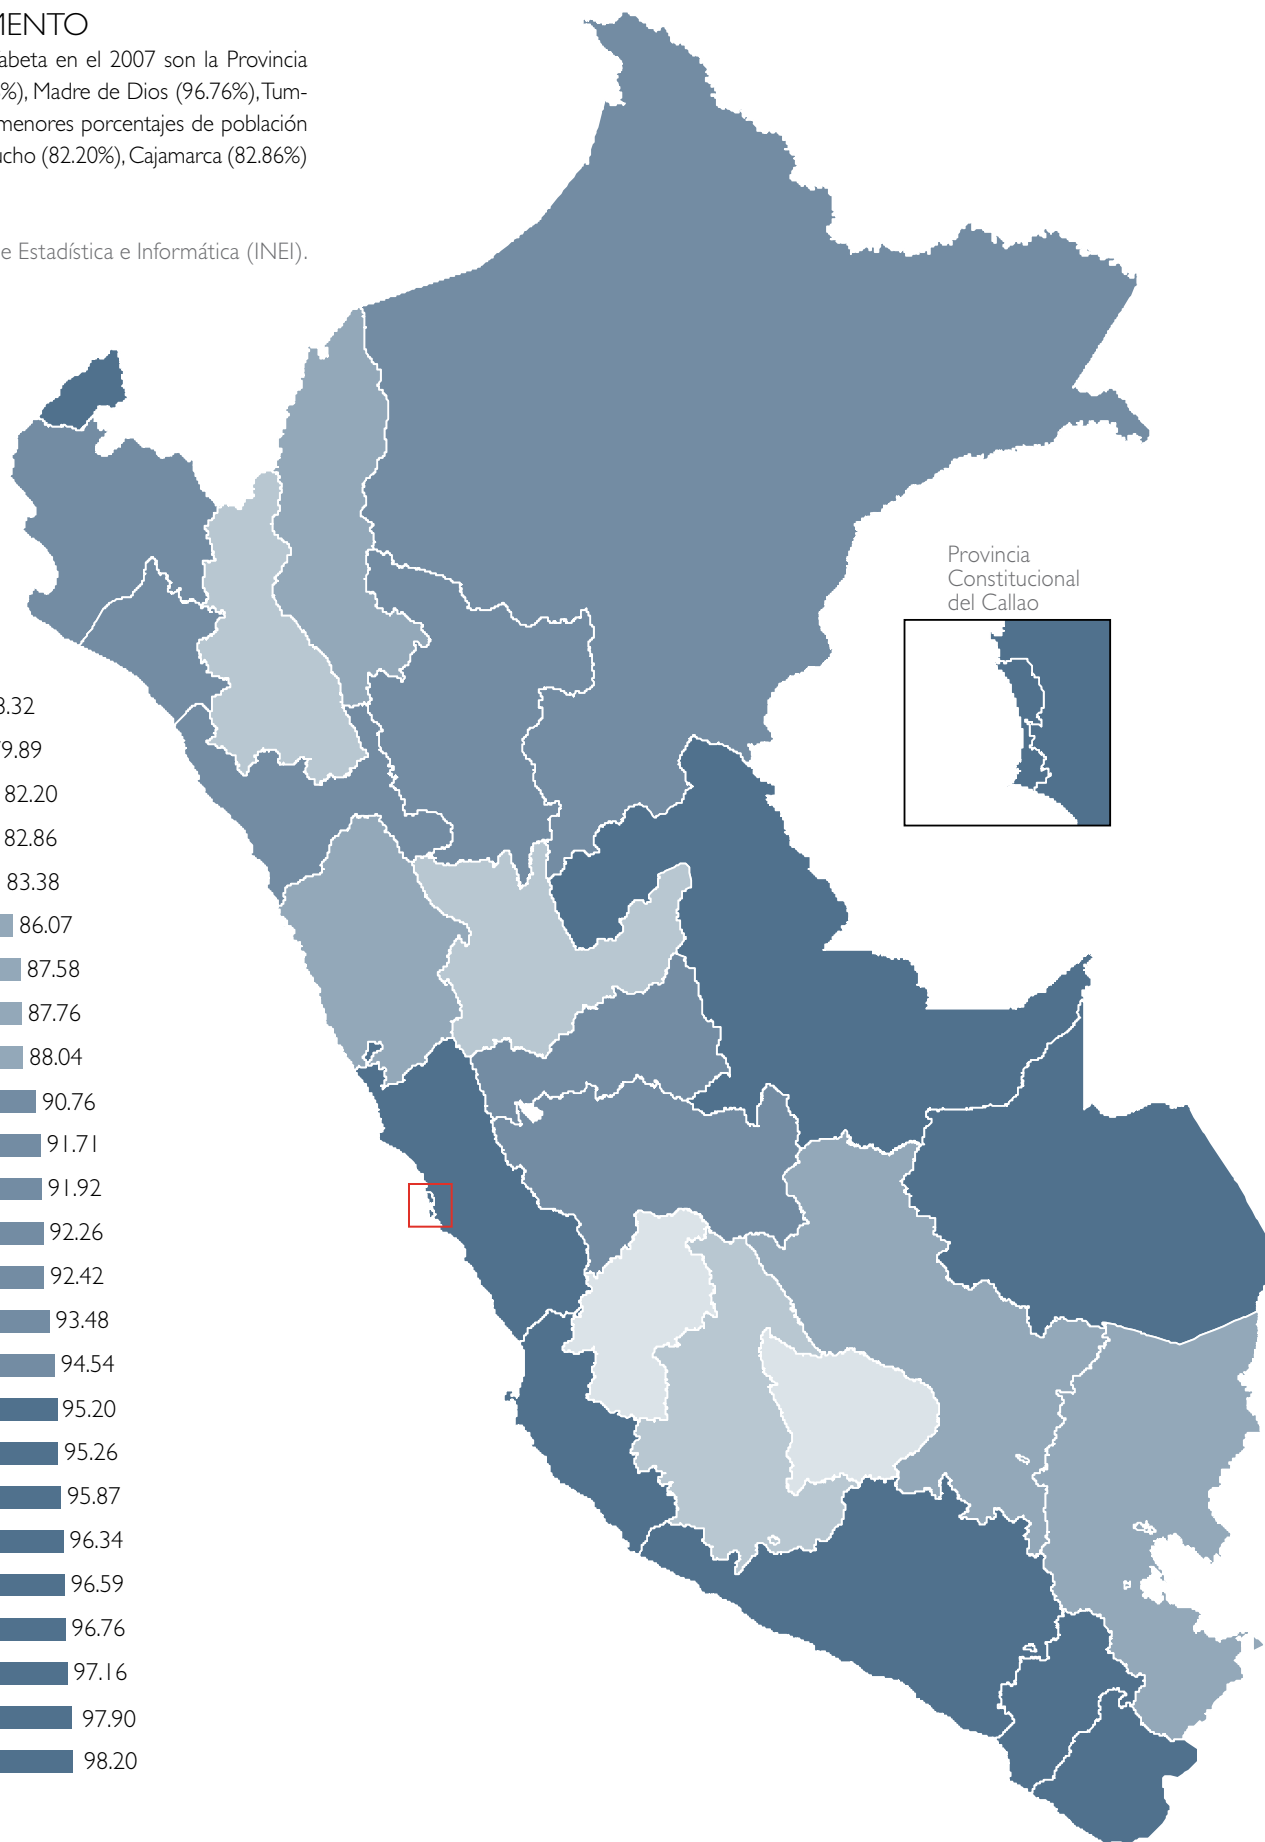 MENTO
abeta en el 2007 son la Provincia
%), Madre de Dios (96.76%), Tum-
menores porcentajes de población
ucho (82.20%), Cajamarca (82.86%)
e Estadística e Informática (INEI).
Provincia
Constitucional
del Callao
8.32
79.89
82.20
82.86
83.38
86.07
87.58
87.76
88.04
90.76
91.71
91.92
92.26
92.42
93.48
94.54
95.20
95.26
95.87
96.34
96.59
96.76
97.16
97.90
98.20